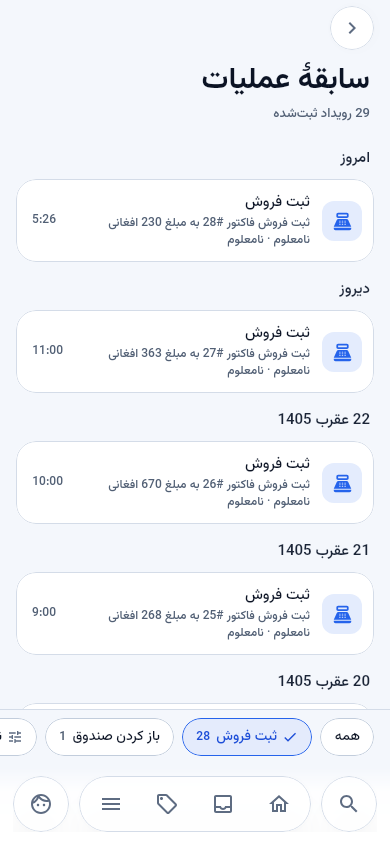 سابقهٔ عملیات
29 رویداد ثبت‌شده
امروز
ثبت فروش
ثبت فروش فاکتور #28 به مبلغ 230 افغانی
نامعلوم · نامعلوم
5:26
دیروز
ثبت فروش
ثبت فروش فاکتور #27 به مبلغ 363 افغانی
نامعلوم · نامعلوم
11:00
22 عقرب 1405
ثبت فروش
ثبت فروش فاکتور #26 به مبلغ 670 افغانی
نامعلوم · نامعلوم
10:00
21 عقرب 1405
ثبت فروش
ثبت فروش فاکتور #25 به مبلغ 268 افغانی
نامعلوم · نامعلوم
9:00
20 عقرب 1405
همه
ثبت فروش 28
باز کردن صندوق 1